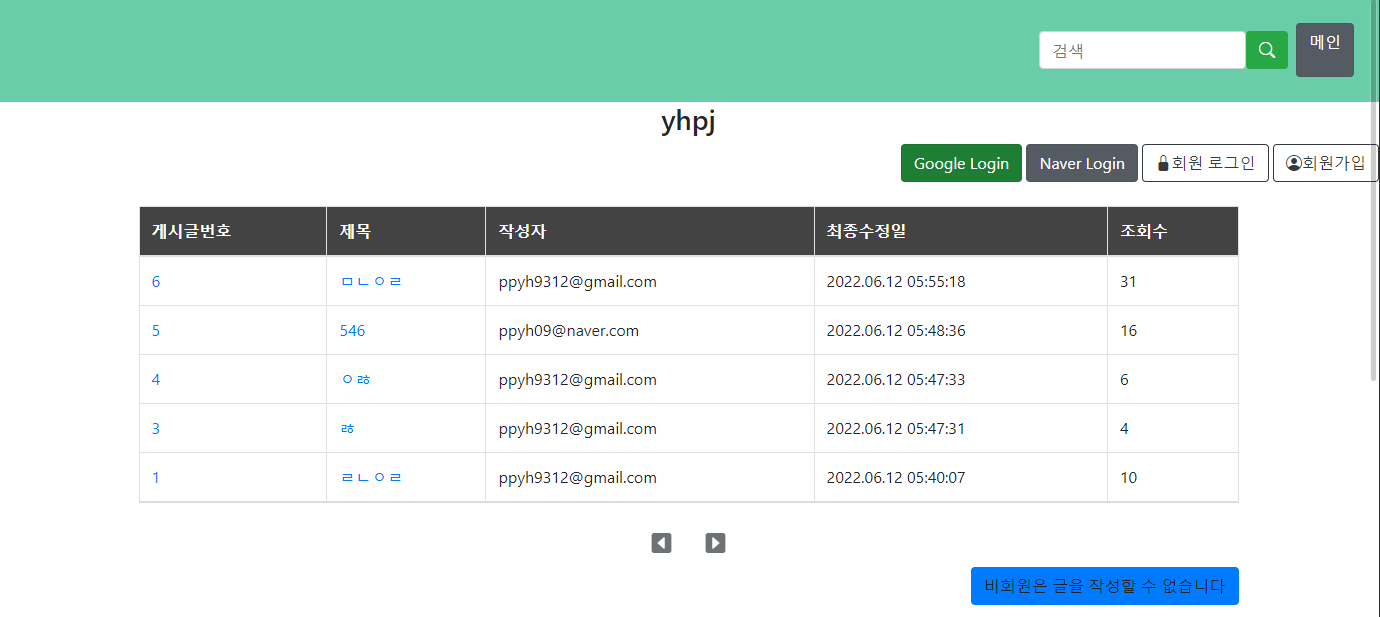 검색 메인
yhpj
Google Login Naver Login 회원 로그인 회원가입
게시글번호 제목 작성자 최종수정일 조회수
6 ㅁㄴㅇㄹ ppyh9312@gmail.com 2022.06.12 05:55:18 31
5 546 ppyh09@naver.com 2022.06.12 05:48:36 16
4 ㅇㅀ ppyh9312@gmail.com 2022.06.12 05:47:33 6
3 ㅀ ppyh9312@gmail.com 2022.06.12 05:47:31 4
1 ㄹㄴㅇㄹ ppyh9312@gmail.com 2022.06.12 05:40:07 10
비회원은 글을 작성할 수 없습니다